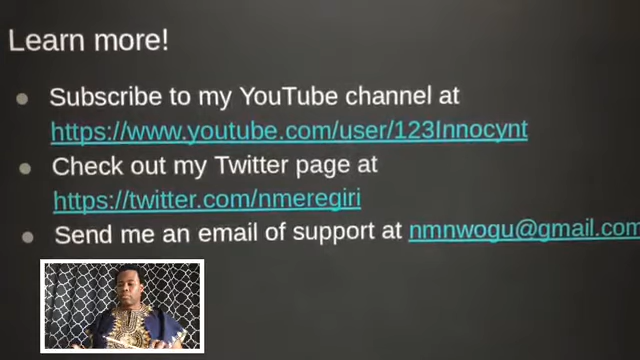 Learn more!
Subscribe to my YouTube channel at
https://www.youtube.com/user/123Innocynt
Check out my Twitter page at
https://twitter.com/nmeregiri
Send me an email of support at nmnwogu@gmail.com